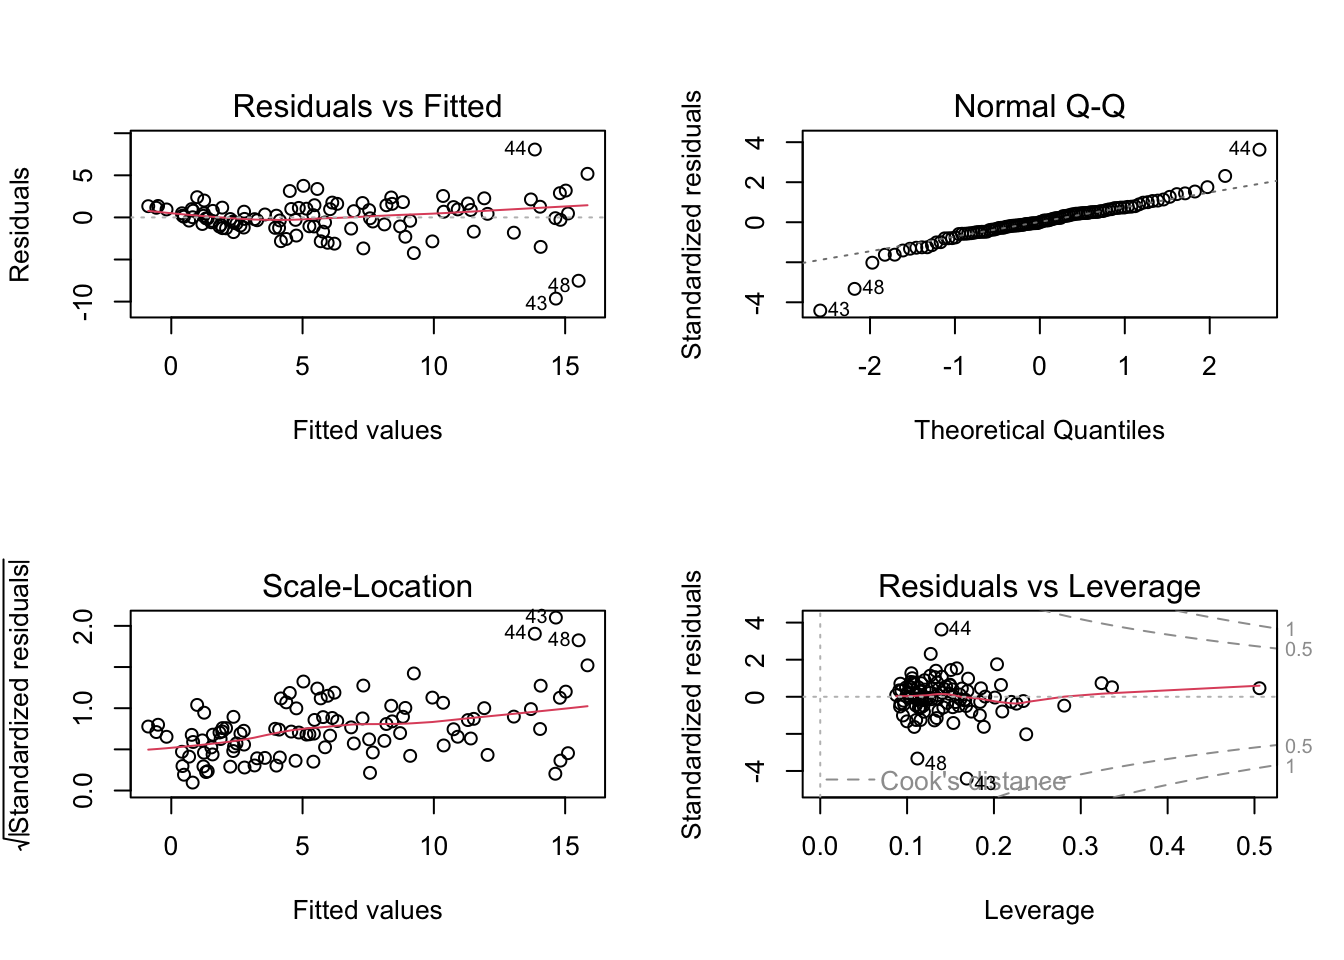 Residuals vs Fitted
Residuals
5
0
-10
44
48
43
0 5 10 15
Fitted values
Normal Q-Q
Standardized residuals
4
2
0
-4
44
48
43
-2 -1 0 1 2
Theoretical Quantiles
Scale-Location
√|Standardized residuals|
2.0
1.0
0.0
43
44
48
0 5 10 15
Fitted values
Residuals vs Leverage
Standardized residuals
4
2
0
-4
44
48
43
1
0.5
0.5
1
Cook's distance
0.0 0.1 0.2 0.3 0.4 0.5
Leverage